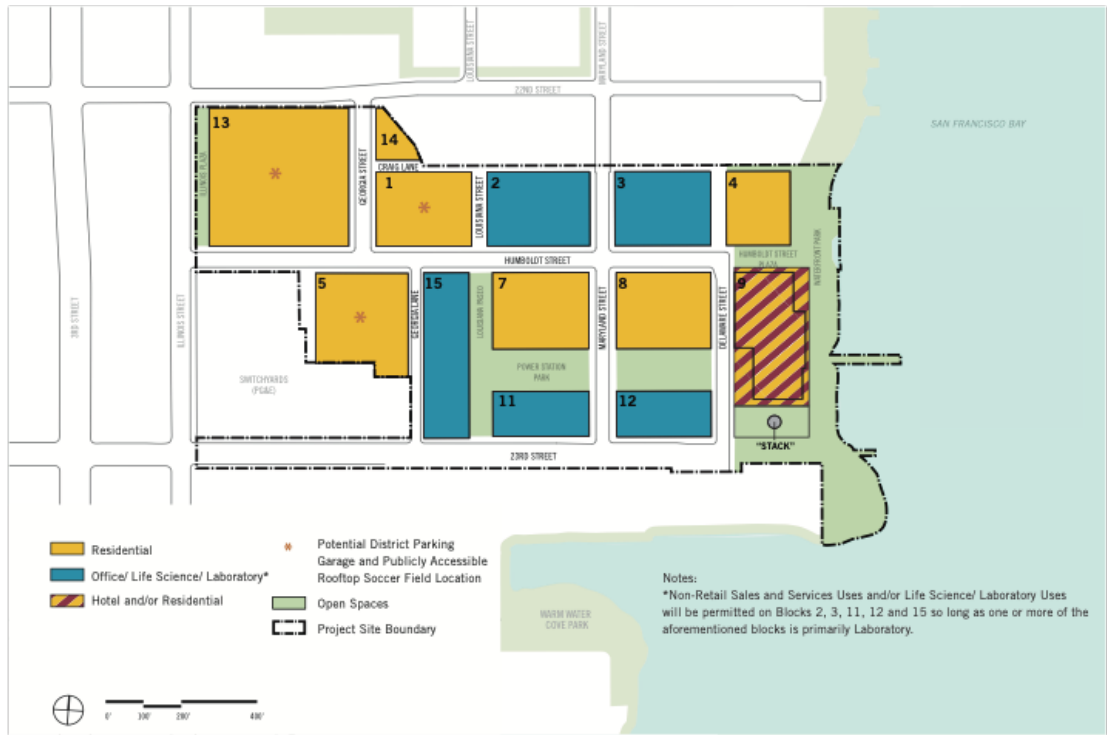 LOUISIANA STREET
MARYLAND STREET
22ND STREET
SAN FRANCISCO BAY
13
14
ILLINOIS PLAZA
GEORGIA STREET
CRAIG LANE
1
LOUISIANA STREET
2
3
4
HUMBOLDT STREET
PLAZA
WATERFRONT PARK
HUMBOLDT STREET
3RD STREET
ILLINOIS STREET
5
GEORGIA LANE
15
LOUISIANA PASEO
7
MARYLAND STREET
8
DELAWARE STREET
9
SWITCHYARDS
(PG&E)
POWER STATION
PARK
11
12
"STACK"
23RD STREET
Residential
Office/ Life Science/ Laboratory*
Hotel and/or Residential
*
Potential District Parking
Garage and Publicly Accessible
Rooftop Soccer Field Location
Open Spaces
Project Site Boundary
WARM WATER
COVE PARK
Notes:
*Non-Retail Sales and Services Uses and/or Life Science/ Laboratory Uses
will be permitted on Blocks 2, 3, 11, 12 and 15 so long as one or more of the
aforementioned blocks is primarily Laboratory.
0' 100' 200' 400'